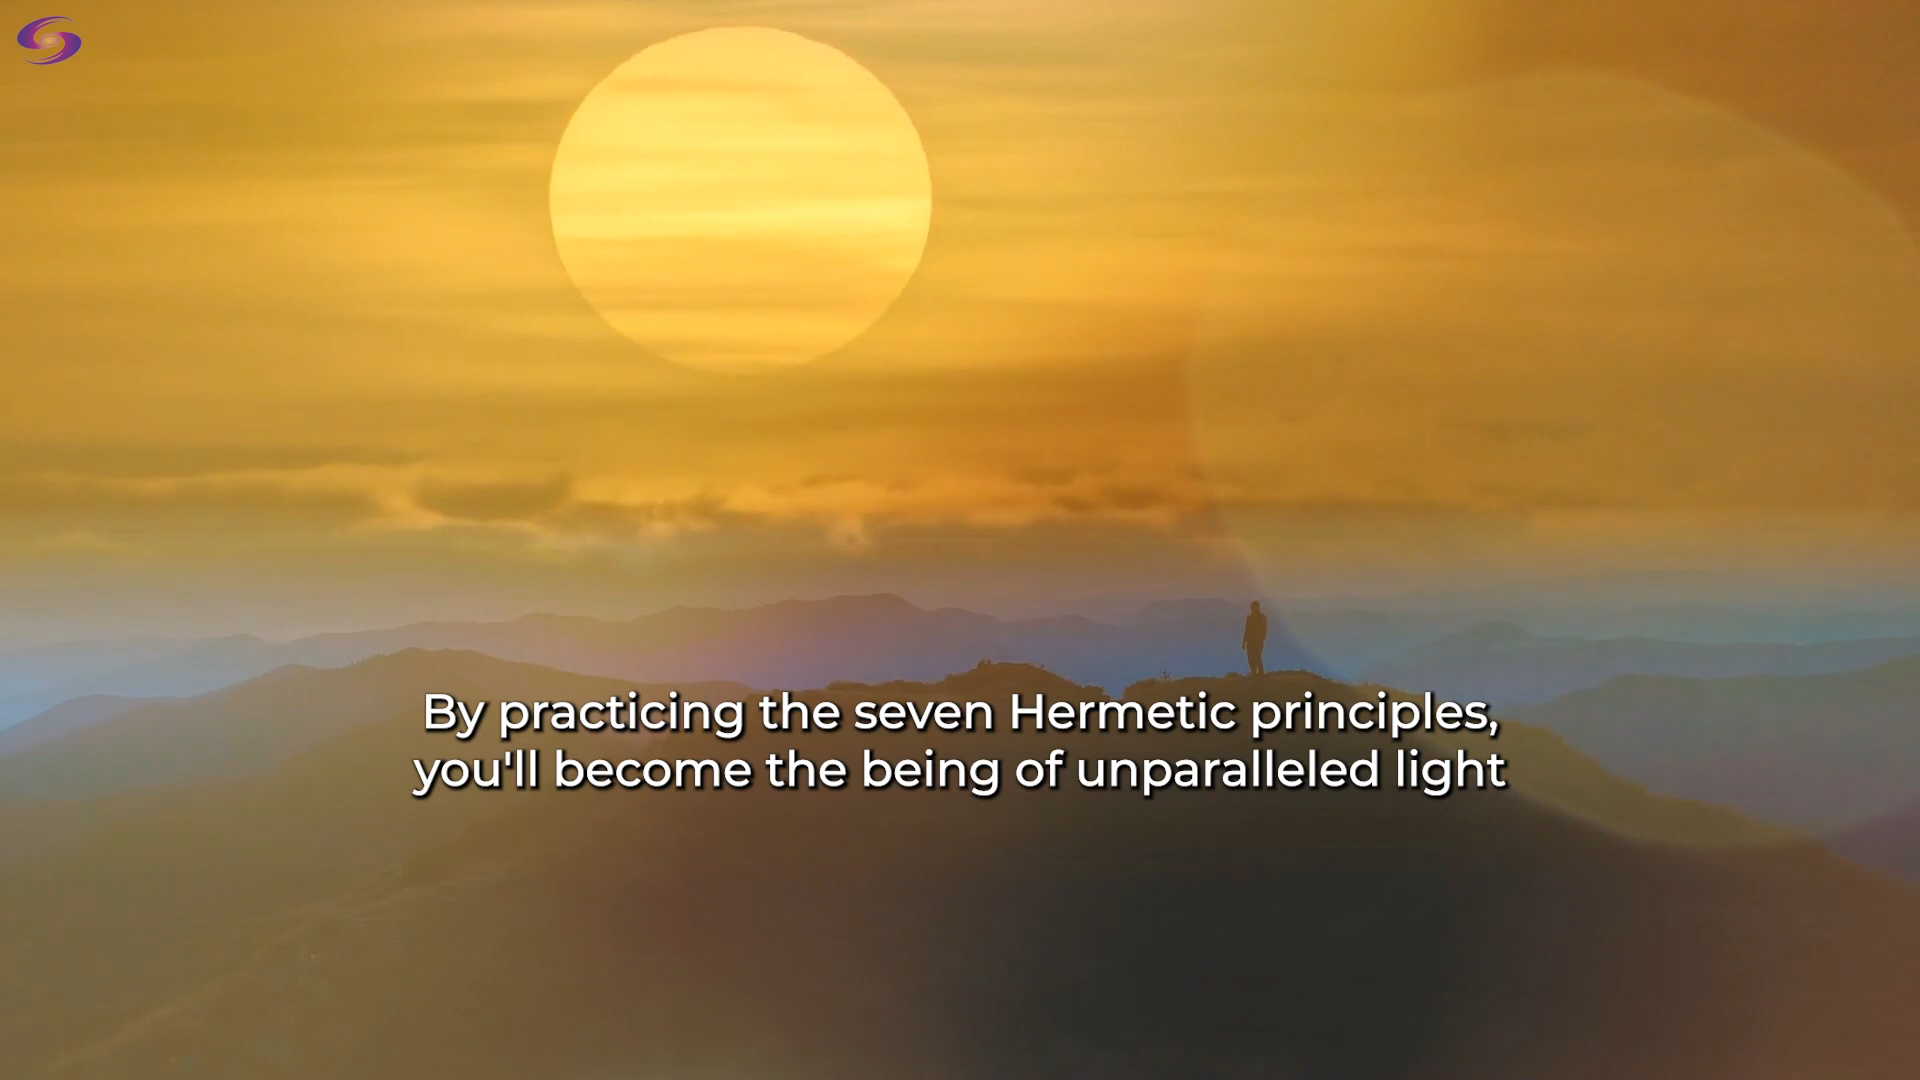 By practicing the seven Hermetic principles,
you'll become the being of unparalleled light